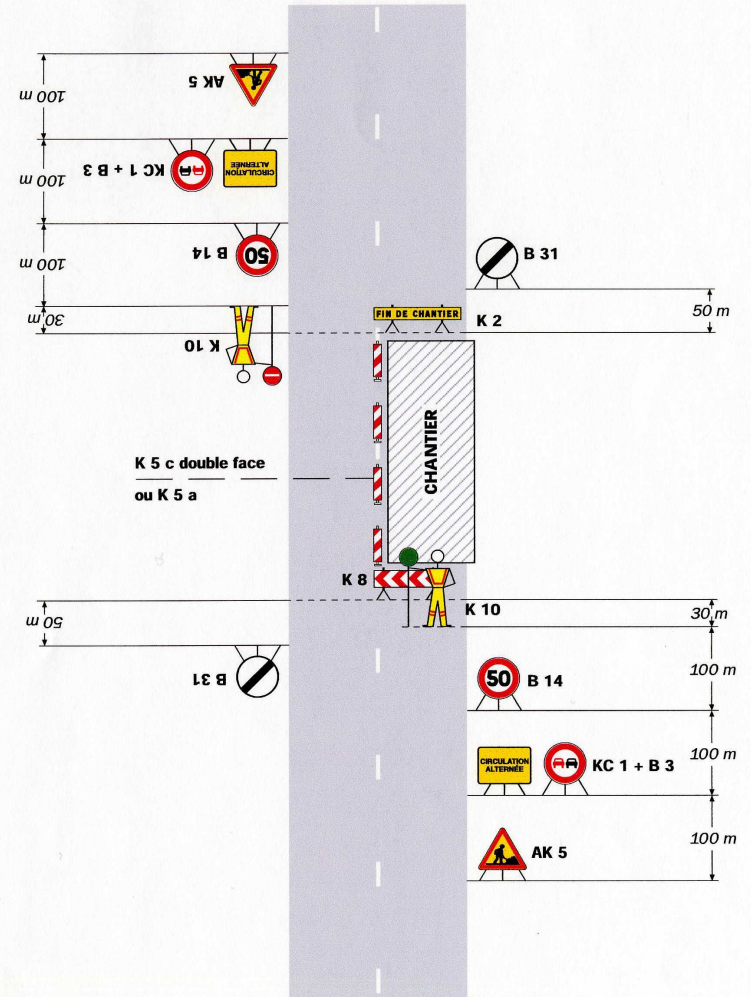 AK 5
100 m
KC 1 + B 3
CIRCULATION
ALTERNÉE
100 m
B 14
50
100 m
30 m
K 10
B 31
50 m
FIN DE CHANTIER
K 2
CHANTIER
K 5 c double face
ou K 5 a
K 8
K 10
30 m
50 m
B 31
50
B 14
100 m
CIRCULATION
ALTERNÉE
KC 1 + B 3
100 m
AK 5
100 m